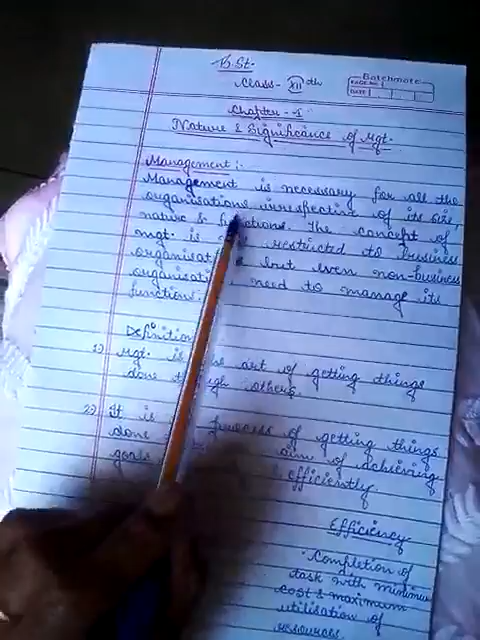 B.St.
Class - XII th
Batchmate
PAGE NO.
DATE
Chapter - 1
Nature & Significance of Mgt.
Management :-
Management is necessary for all the
organisations irrespective of its size,
nature & functions. The concept of
mgt. is restricted to business
organisati but even non-business
organisati need to manage its
functions.
Definition
1) Mgt. is the art of getting things
done through others.
2) It is process of getting things
done aim of achieving
goals efficiently.
Efficiency
Completion of
task with minimum
cost & maximum
utilisation of
resources.